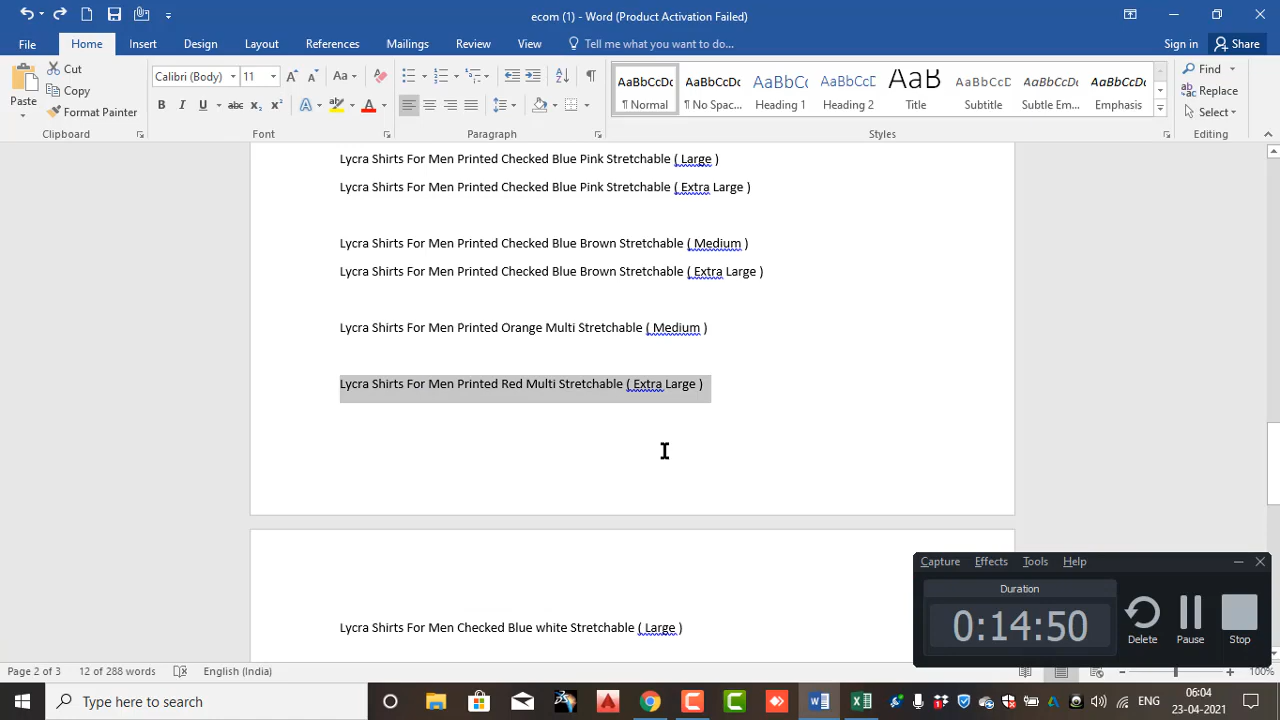 ecom (1) - Word (Product Activation Failed)
File Home Insert Design Layout References Mailings Review View Tell me what you want to do... Sign in Share
Paste Cut Copy Format Painter Clipboard
Calibri (Body) 11 Font
Paragraph
AaBbCcDc ¶ Normal AaBbCcDc ¶ No Spac... AaBbCc Heading 1 AaBbCcD Heading 2 AaB Title AaBbCcD Subtitle AaBbCcDc Subtle Em... AaBbCcDc Emphasis Styles
Find Replace Select Editing
Lycra Shirts For Men Printed Checked Blue Pink Stretchable ( Large )
Lycra Shirts For Men Printed Checked Blue Pink Stretchable ( Extra Large )
Lycra Shirts For Men Printed Checked Blue Brown Stretchable ( Medium )
Lycra Shirts For Men Printed Checked Blue Brown Stretchable ( Extra Large )
Lycra Shirts For Men Printed Orange Multi Stretchable ( Medium )
Lycra Shirts For Men Printed Red Multi Stretchable ( Extra Large )
Lycra Shirts For Men Checked Blue white Stretchable ( Large )
Capture Effects Tools Help
Duration
0:14:50
Delete Pause Stop
Page 2 of 3 12 of 288 words English (India) 100%
Type here to search
ENG 06:04
23-04-2021